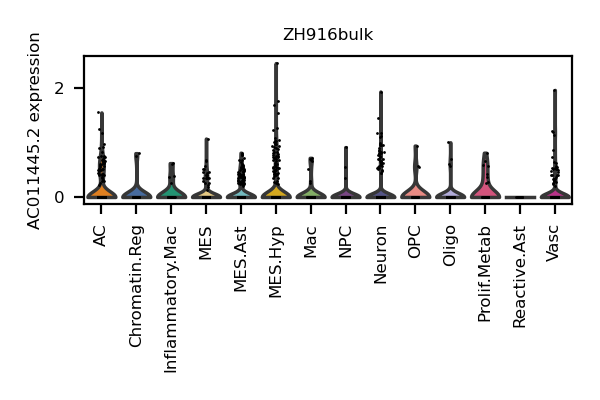 ZH916bulk
AC011445.2 expression
2
0
AC
Chromatin.Reg
Inflammatory.Mac
MES
MES.Ast
MES.Hyp
Mac
NPC
Neuron
OPC
Oligo
Prolif.Metab
Reactive.Ast
Vasc